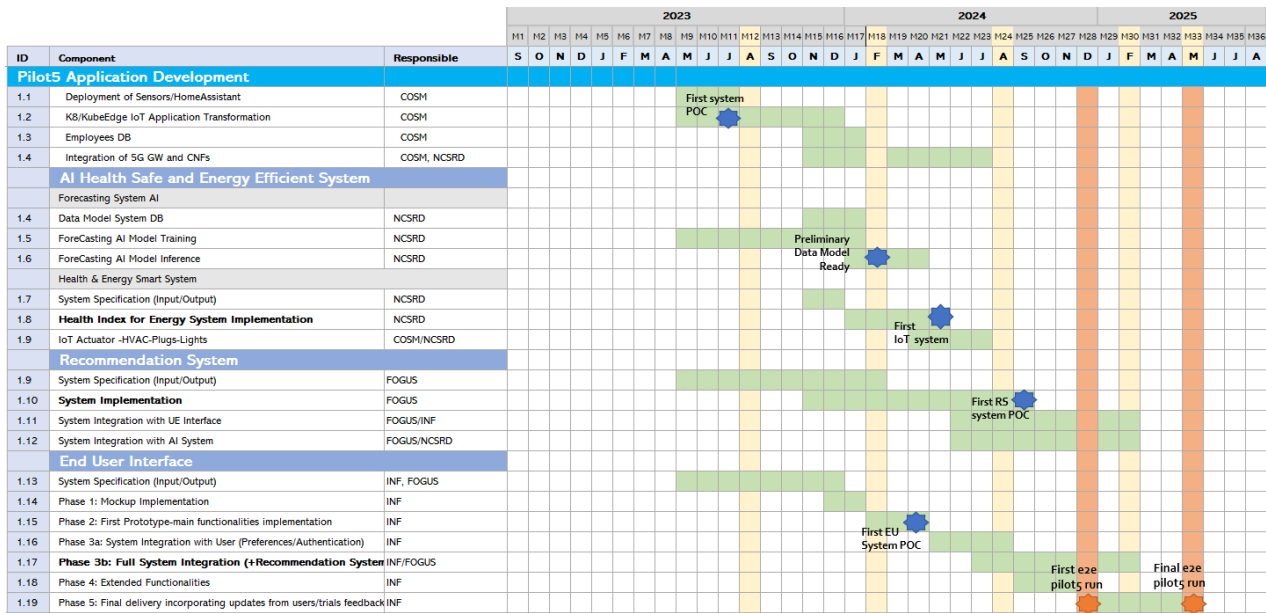 2023 2024 2025
M1 M2 M3 M4 M5 M6 M7 M8 M9 M10 M11 M12 M13 M14 M15 M16 M17 M18 M19 M20 M21 M22 M23 M24 M25 M26 M27 M28 M29 M30 M31 M32 M33 M34 M35 M36
ID Component Responsible S O N D J F M A M J J A S O N D J F M A M J J A S O N D J F M A M J J A
Pilot5 Application Development
1.1 Deployment of Sensors/HomeAssistant COSM
First system
POC
1.2 K8/KubeEdge IoT Application Transformation COSM
1.3 Employees DB COSM
1.4 Integration of 5G GW and CNFs COSM, NCSRD
AI Health Safe and Energy Efficient System
Forecasting System AI
1.4 Data Model System DB NCSRD
1.5 ForeCasting AI Model Training NCSRD
Preliminary
Data Model
Ready
1.6 ForeCasting AI Model Inference NCSRD
Health & Energy Smart System
1.7 System Specification (Input/Output) NCSRD
1.8 Health Index for Energy System Implementation NCSRD
First
IoT system
1.9 IoT Actuator -HVAC-Plugs-Lights COSM/NCSRD
Recommendation System
1.9 System Specification (Input/Output) FOGUS
1.10 System Implementation FOGUS
First RS
system POC
1.11 System Integration with UE Interface FOGUS/INF
1.12 System Integration with AI System FOGUS/NCSRD
End User Interface
1.13 System Specification (Input/Output) INF, FOGUS
1.14 Phase 1: Mockup Implementation INF
1.15 Phase 2: First Prototype-main functionalities implementation INF
First EU
System POC
1.16 Phase 3a: System Integration with User (Preferences/Authentication) INF
1.17 Phase 3b: Full System Integration (+Recommendation System INF/FOGUS
First e2e
pilot5 run
Final e2e
pilot5 run
1.18 Phase 4: Extended Functionalities INF
1.19 Phase 5: Final delivery incorporating updates from users/trials feedback INF